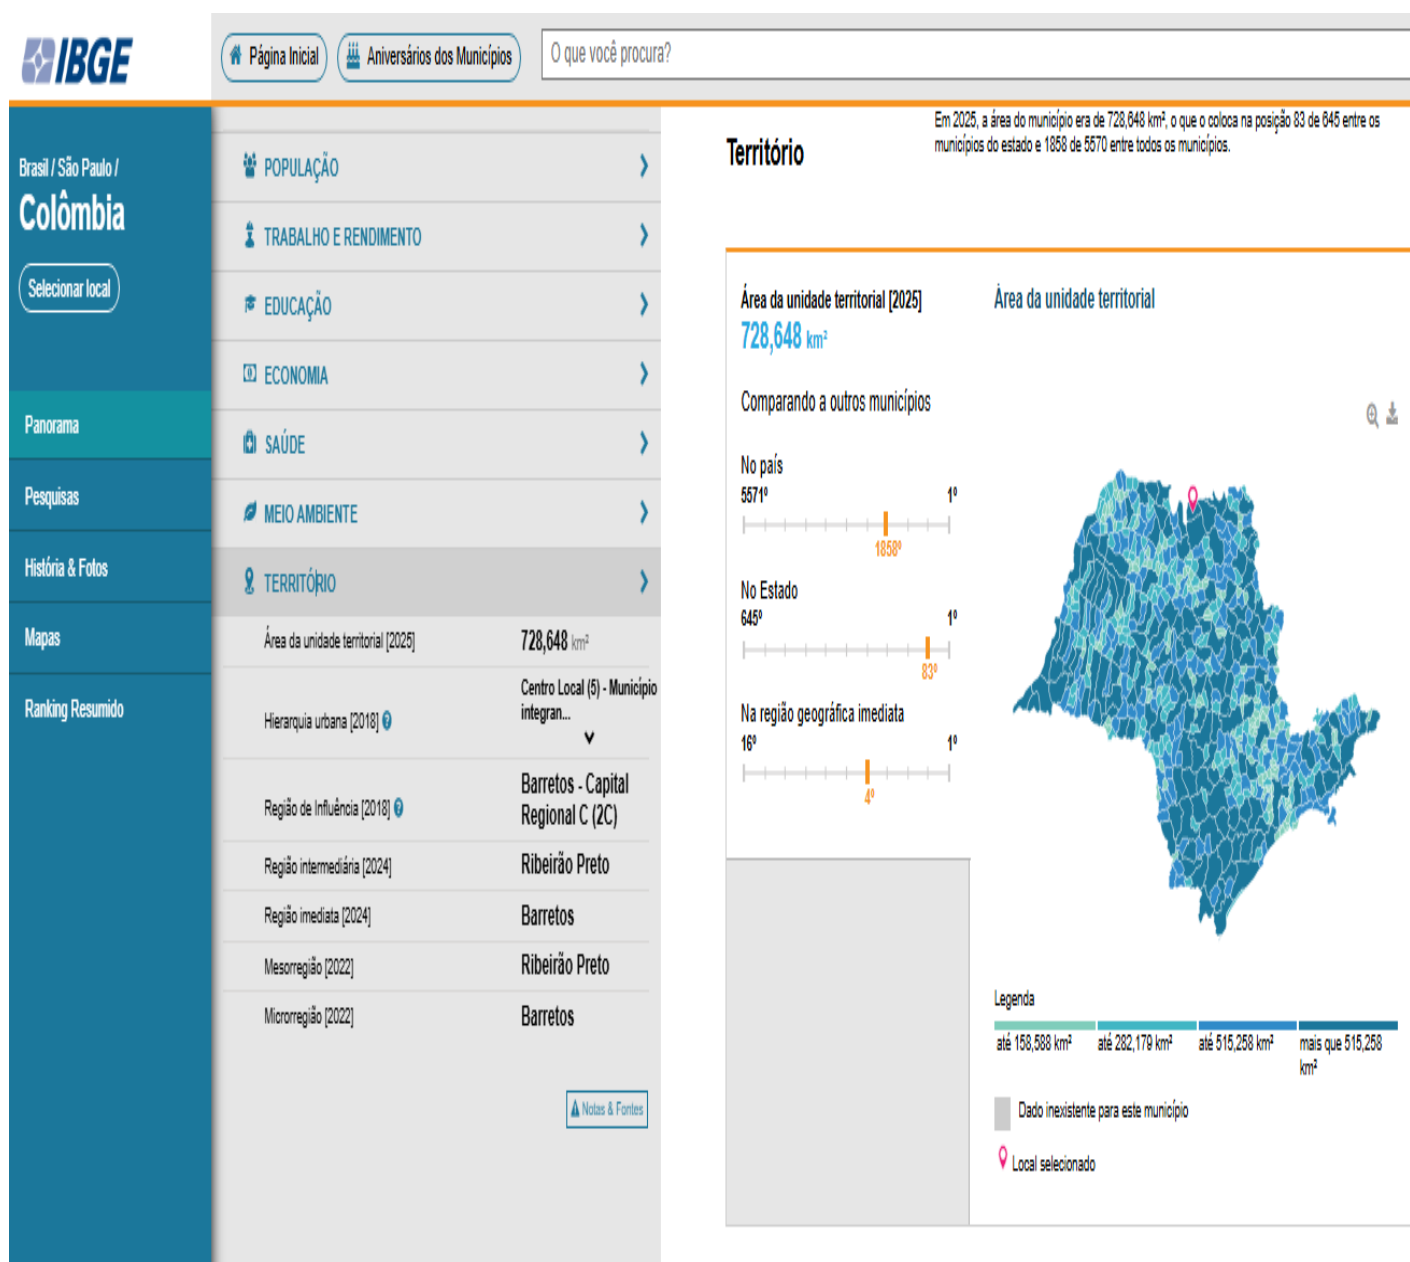 IBGE
Página Inicial
Aniversários dos Municípios
O que você procura?
Brasil / São Paulo /
Colômbia
Selecionar local
Panorama
Pesquisas
História & Fotos
Mapas
Ranking Resumido
POPULAÇÃO
TRABALHO E RENDIMENTO
EDUCAÇÃO
ECONOMIA
SAÚDE
MEIO AMBIENTE
TERRITÓRIO
Área da unidade territorial [2025]
728,648 km²
Hierarquia urbana [2018] ?
Centro Local (5) - Município
integran...
Região de Influência [2018] ?
Barretos - Capital
Regional C (2C)
Região intermediária [2024]
Ribeirão Preto
Região imediata [2024]
Barretos
Mesorregião [2022]
Ribeirão Preto
Microrregião [2022]
Barretos
Notas & Fontes
Território
Em 2025, a área do município era de 728,648 km², o que o coloca na posição 83 de 645 entre os
municípios do estado e 1858 de 5570 entre todos os municípios.
Área da unidade territorial [2025]
728,648 km²
Comparando a outros municípios
No país
5571º 1º
1858º
No Estado
645º 1º
83º
Na região geográfica imediata
16º 1º
4º
Área da unidade territorial
Legenda
até 158,588 km² até 282,179 km² até 515,258 km² mais que 515,258
km²
Dado inexistente para este município
Local selecionado